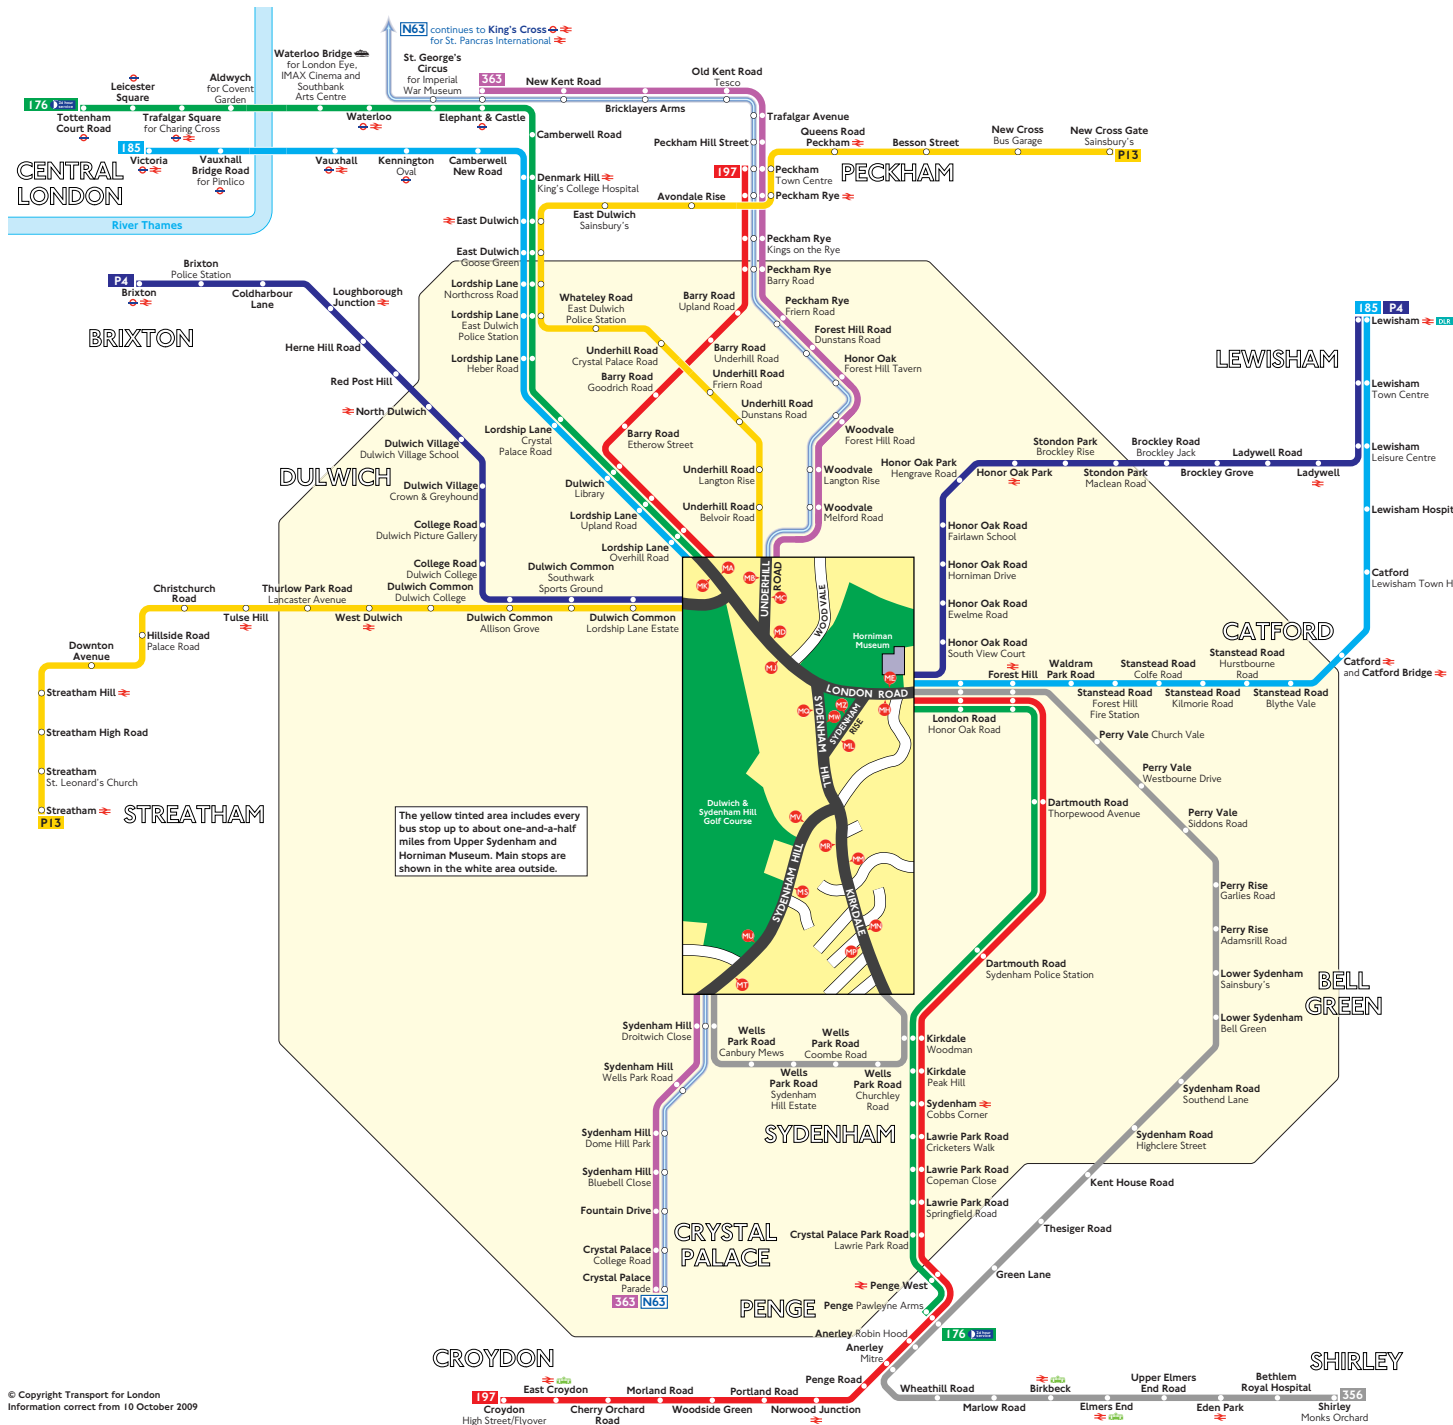 N63 continues to King's Cross
for St. Pancras International
Waterloo Bridge
for London Eye,
IMAX Cinema and
Southbank
Arts Centre
St. George's
Circus
for Imperial
War Museum
363
New Kent Road
Old Kent Road
Tesco
Leicester
Square
Aldwych
for Covent
Garden
176 24 hour service
Tottenham
Court Road
Trafalgar Square
for Charing Cross
Waterloo
Elephant & Castle
Bricklayers Arms
Trafalgar Avenue
Camberwell Road
Peckham Hill Street
Queens Road
Peckham
Besson Street
New Cross
Bus Garage
New Cross Gate
Sainsbury's
P13
185
Victoria
Vauxhall
Bridge Road
for Pimlico
Vauxhall
Kennington
Oval
Camberwell
New Road
CENTRAL
LONDON
River Thames
Denmark Hill
King's College Hospital
197
Peckham
Town Centre
PECKHAM
Peckham Rye
Avondale Rise
East Dulwich
East Dulwich
Sainsbury's
Peckham Rye
Kings on the Rye
East Dulwich
Goose Green
Peckham Rye
Barry Road
Lordship Lane
Northcross Road
Lordship Lane
East Dulwich
Police Station
Lordship Lane
Heber Road
Whateley Road
East Dulwich
Police Station
Barry Road
Upland Road
Peckham Rye
Friern Road
Forest Hill Road
Dunstans Road
Honor Oak
Forest Hill Tavern
Underhill Road
Crystal Palace Road
Barry Road
Underhill Road
Barry Road
Goodrich Road
Underhill Road
Friern Road
Underhill Road
Dunstans Road
Woodvale
Forest Hill Road
P4
Brixton
Brixton
Police Station
Coldharbour
Lane
Loughborough
Junction
BRIXTON
Herne Hill Road
Red Post Hill
North Dulwich
Dulwich Village
Dulwich Village School
DULWICH
Dulwich Village
Crown & Greyhound
College Road
Dulwich Picture Gallery
College Road
Dulwich College
Lordship Lane
Crystal
Palace Road
Barry Road
Etherow Street
Dulwich
Library
Lordship Lane
Upland Road
Lordship Lane
Overhill Road
Underhill Road
Langton Rise
Underhill Road
Belvoir Road
Woodvale
Langton Rise
Woodvale
Melford Road
185 P4
Lewisham DLR
LEWISHAM
Lewisham
Town Centre
Lewisham
Leisure Centre
Lewisham Hospit
Catford
Lewisham Town H
CATFORD
Catford
and Catford Bridge
Honor Oak Park
Hengrave Road
Honor Oak Park
Stondon Park
Brockley Rise
Stondon Park
Maclean Road
Brockley Road
Brockley Jack
Brockley Grove
Ladywell Road
Ladywell
Honor Oak Road
Fairlawn School
Honor Oak Road
Horniman Drive
Honor Oak Road
Ewelme Road
Honor Oak Road
South View Court
Forest Hill
Waldram
Park Road
Stanstead Road
Forest Hill
Fire Station
Stanstead Road
Colfe Road
Stanstead Road
Kilmorie Road
Stanstead Road
Hurstbourne
Road
Stanstead Road
Blythe Vale
London Road
Honor Oak Road
Christchurch
Road
Thurlow Park Road
Lancaster Avenue
Dulwich Common
Dulwich College
Dulwich Common
Southwark
Sports Ground
Tulse Hill
West Dulwich
Dulwich Common
Allison Grove
Dulwich Common
Lordship Lane Estate
Hillside Road
Palace Road
Downton
Avenue
Streatham Hill
Streatham High Road
Streatham
St. Leonard's Church
Streatham
P13
STREATHAM
UNDERHILL
ROAD
WOOD VALE
Horniman
Museum
LONDON ROAD
SYDENHAM
HILL
SYDENHAM
RISE
Dulwich &
Sydenham Hill
Golf Course
SYDENHAM HILL
KIRKDALE
MA
MB
MK
MC
MD
MJ
ME
MZ
MW
MG
MH
ML
MV
MR
MM
MS
MN
MU
MP
MT
The yellow tinted area includes every
bus stop up to about one-and-a-half
miles from Upper Sydenham and
Horniman Museum. Main stops are
shown in the white area outside.
Perry Vale Church Vale
Perry Vale
Westbourne Drive
Perry Vale
Siddons Road
Perry Rise
Garlies Road
Perry Rise
Adamsrill Road
Lower Sydenham
Sainsbury's
Lower Sydenham
Bell Green
BELL
GREEN
Sydenham Road
Southend Lane
Sydenham Road
Highclere Street
Kent House Road
Thesiger Road
Green Lane
Dartmouth Road
Thorpewood Avenue
Dartmouth Road
Sydenham Police Station
Sydenham Hill
Droitwich Close
Sydenham Hill
Wells Park Road
Wells
Park Road
Canbury Mews
Wells
Park Road
Sydenham
Hill Estate
Wells
Park Road
Coombe Road
Wells
Park Road
Churchley
Road
Kirkdale
Woodman
Kirkdale
Peak Hill
Sydenham
Cobbs Corner
SYDENHAM
Lawrie Park Road
Cricketers Walk
Lawrie Park Road
Copeman Close
Lawrie Park Road
Springfield Road
Crystal Palace Park Road
Lawrie Park Road
Sydenham Hill
Dome Hill Park
Sydenham Hill
Bluebell Close
Fountain Drive
Crystal Palace
College Road
Crystal Palace
Parade
363 N63
CRYSTAL
PALACE
PENGE
Penge West
Penge Pawleyne Arms
176 24 hour service
Anerley Robin Hood
Anerley
Mitre
Penge Road
CROYDON
197
Croydon
High Street/Flyover
East Croydon
Cherry Orchard
Road
Morland Road
Woodside Green
Portland Road
Norwood Junction
SHIRLEY
Wheathill Road
Marlow Road
Birkbeck
Elmers End
Upper Elmers
End Road
Eden Park
Bethlem
Royal Hospital
356
Shirley
Monks Orchard
© Copyright Transport for London
Information correct from 10 October 2009